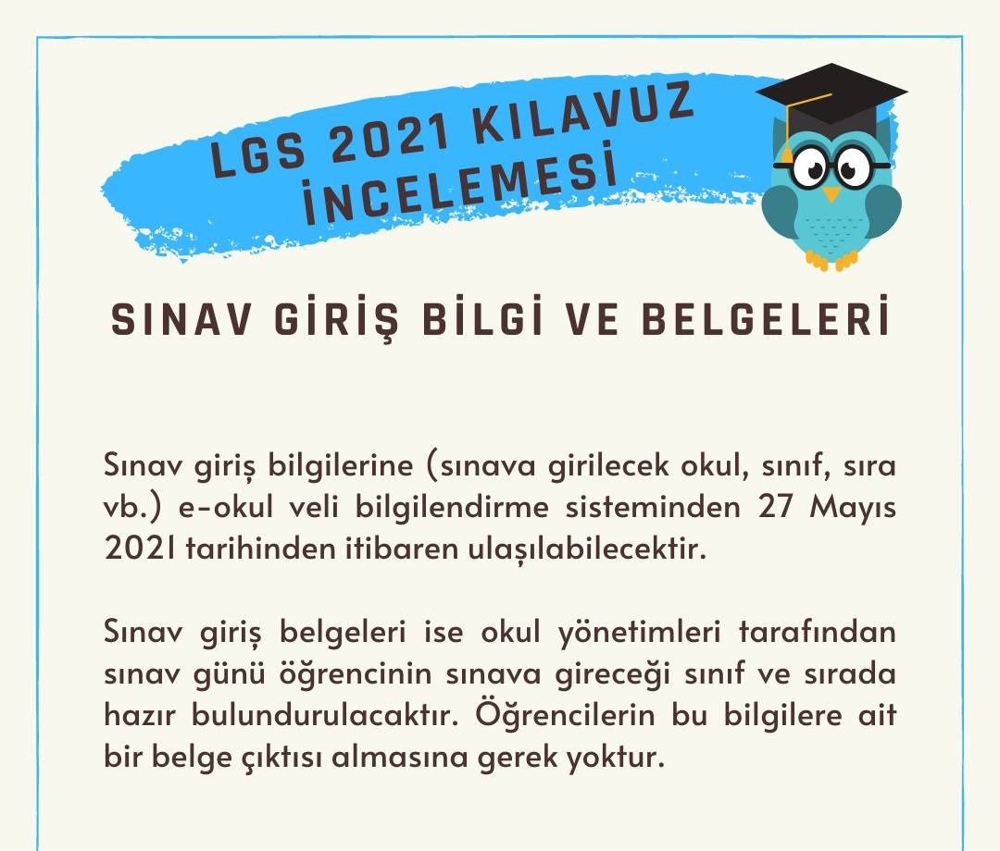 LGS 2021 KILAVUZ
İNCELEMESİ
SINAV GİRİŞ BİLGİ VE BELGELERİ
Sınav giriş bilgilerine (sınava girilecek okul, sınıf, sıra
vb.) e-okul veli bilgilendirme sisteminden 27 Mayıs
2021 tarihinden itibaren ulaşılabilecektir.
Sınav giriş belgeleri ise okul yönetimleri tarafından
sınav günü öğrencinin sınava gireceği sınıf ve sırada
hazır bulundurulacaktır. Öğrencilerin bu bilgilere ait
bir belge çıktısı almasına gerek yoktur.